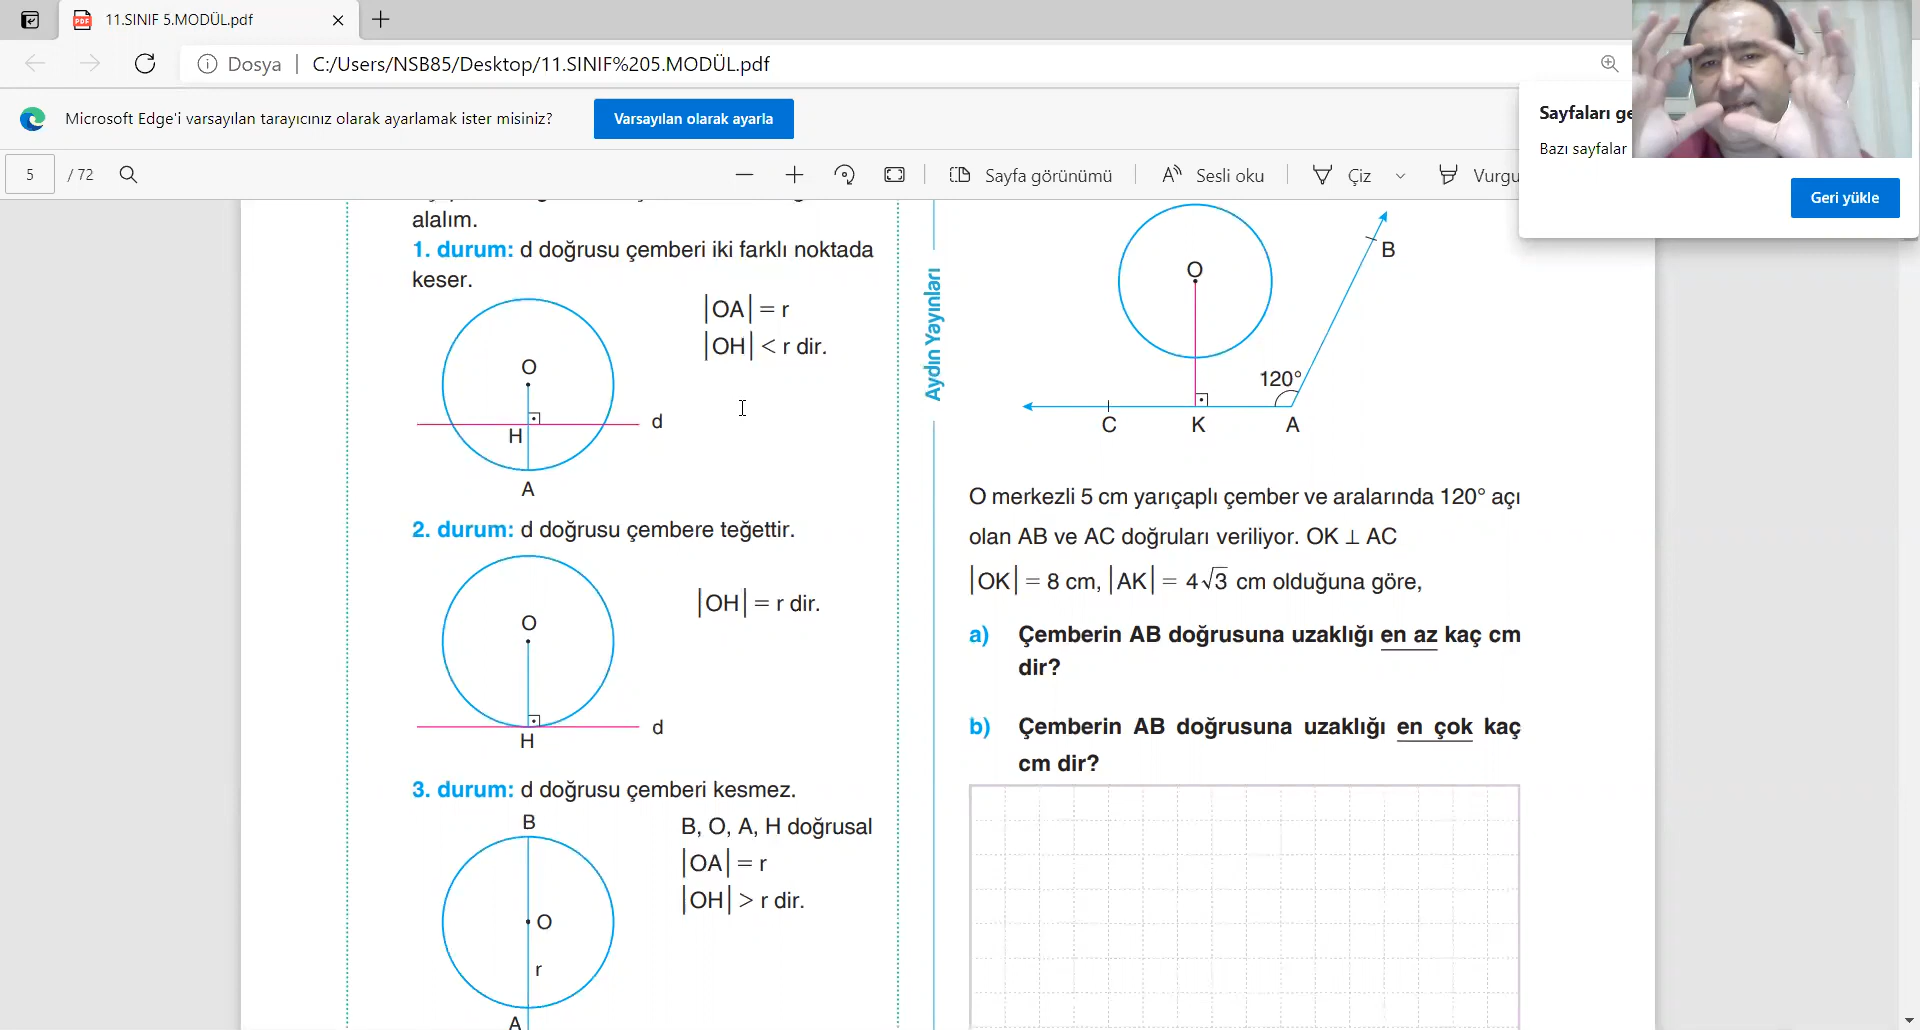 11.SINIF 5.MODÜL.pdf
Dosya
C:/Users/NSB85/Desktop/11.SINIF%205.MODÜL.pdf
Microsoft Edge'i varsayılan tarayıcınız olarak ayarlamak ister misiniz?
Varsayılan olarak ayarla
Sayfaları
Bazı sayfalar
Geri yükle
5 / 72
Sayfa görünümü
Sesli oku
Çiz
alalım.
1. durum: d doğrusu çemberi iki farklı noktada
keser.
|OA| = r
|OH| < r dir.
O
H
d
A
2. durum: d doğrusu çembere teğettir.
|OH| = r dir.
O
d
H
3. durum: d doğrusu çemberi kesmez.
B
B, O, A, H doğrusal
|OA| = r
|OH| > r dir.
O
r
A
Aydın Yayınları
B
O
120°
C K A
O merkezli 5 cm yarıçaplı çember ve aralarında 120° açı
olan AB ve AC doğruları veriliyor. OK ⊥ AC
|OK| = 8 cm, |AK| = 4√3 cm olduğuna göre,
a) Çemberin AB doğrusuna uzaklığı en az kaç cm
dir?
b) Çemberin AB doğrusuna uzaklığı en çok kaç
cm dir?